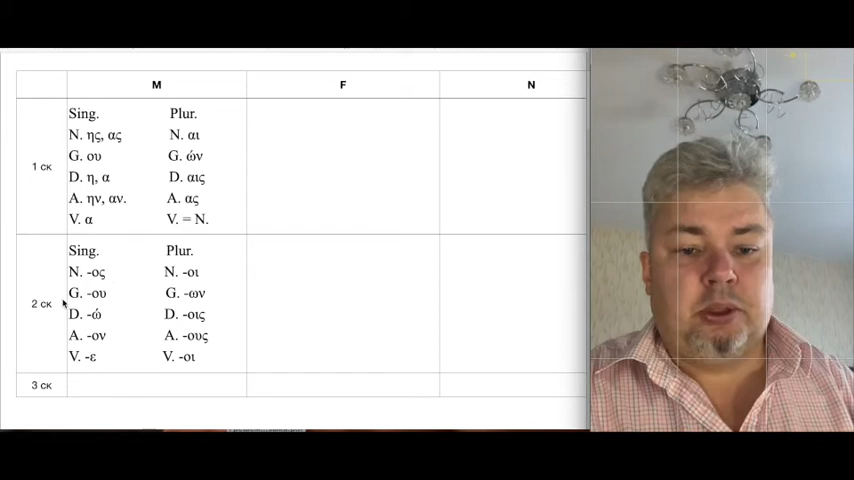 M F N
1 ск
Sing. Plur.
N. ης, ας N. αι
G. ου G. ών
D. η, α D. αις
A. ην, αν. A. ας
V. α V. = N.
2 ск
Sing. Plur.
N. -ος N. -οι
G. -ου G. -ων
D. -ώ D. -οις
A. -ον A. -ους
V. -ε V. -οι
3 ск